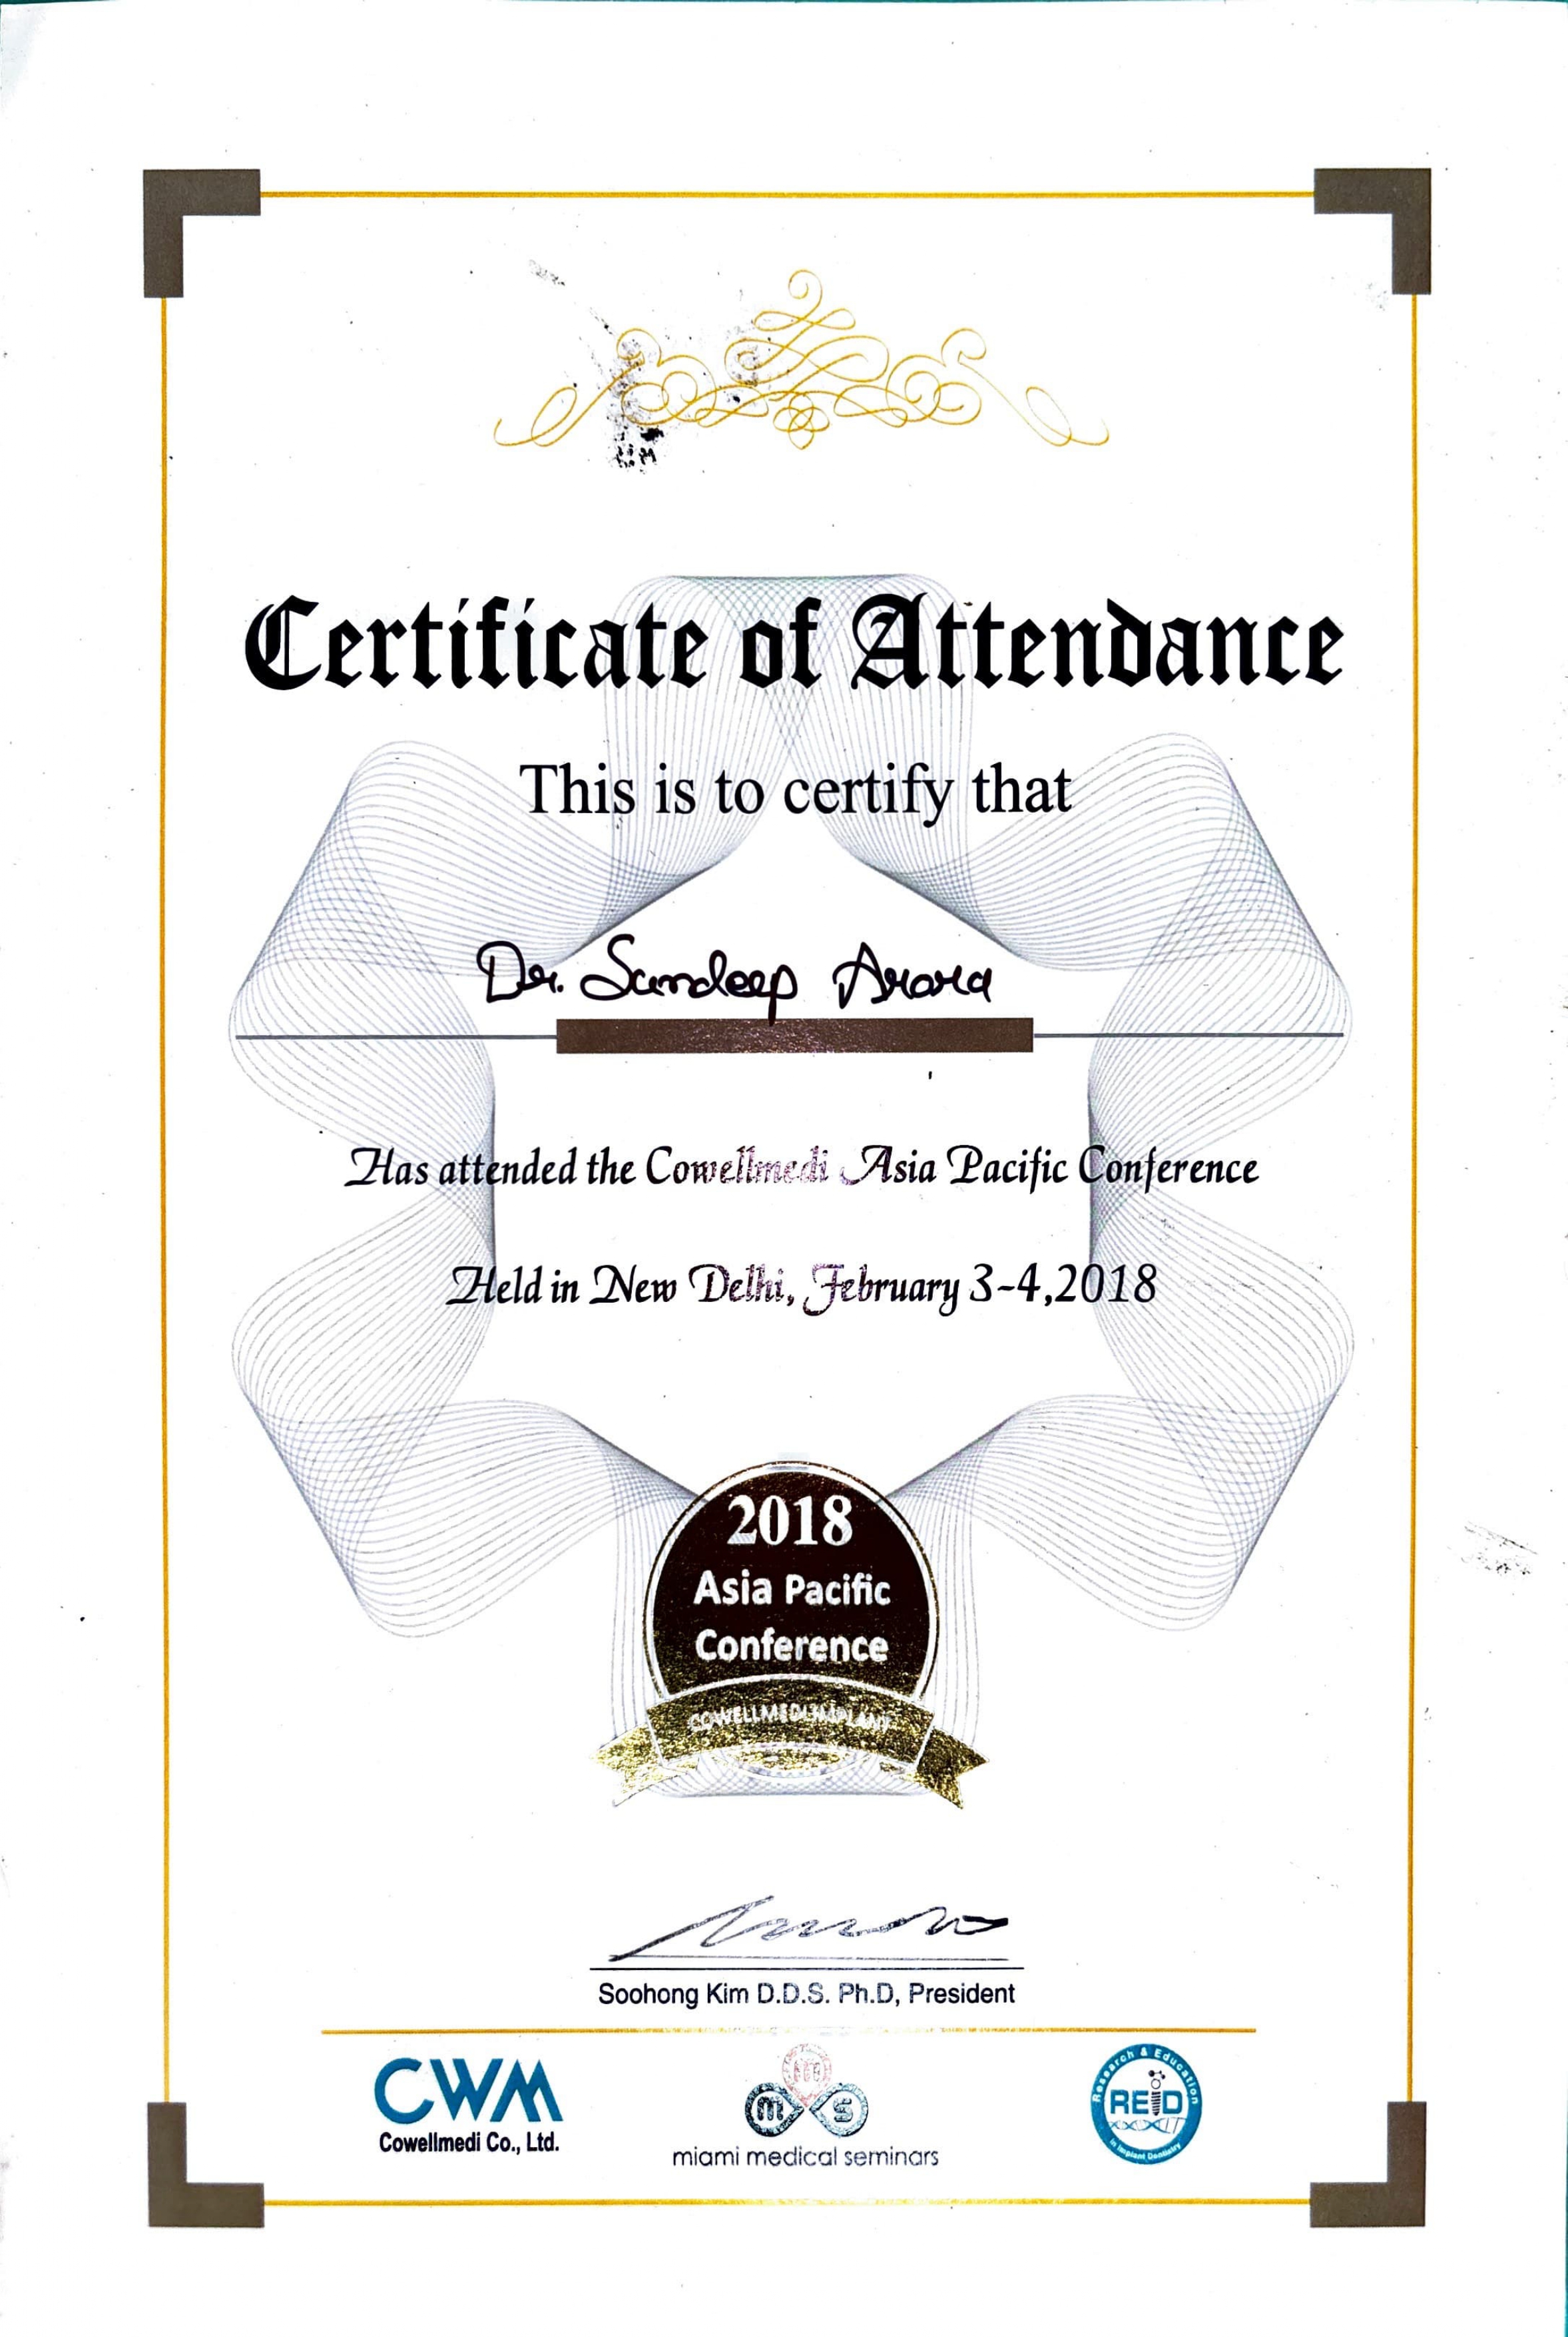 Certificate of Attendance
This is to certify that
Dr. Sandeep Arora
Has attended the Cowellmedi Asia Pacific Conference
Held in New Delhi, February 3-4,2018
2018
Asia Pacific
Conference
COWELLMEDI IMPLANT
Soohong Kim D.D.S. Ph.D, President
CWM
Cowellmedi Co., Ltd.
m s
miami medical seminars
Research & Education
REID
in Implant Dentistry